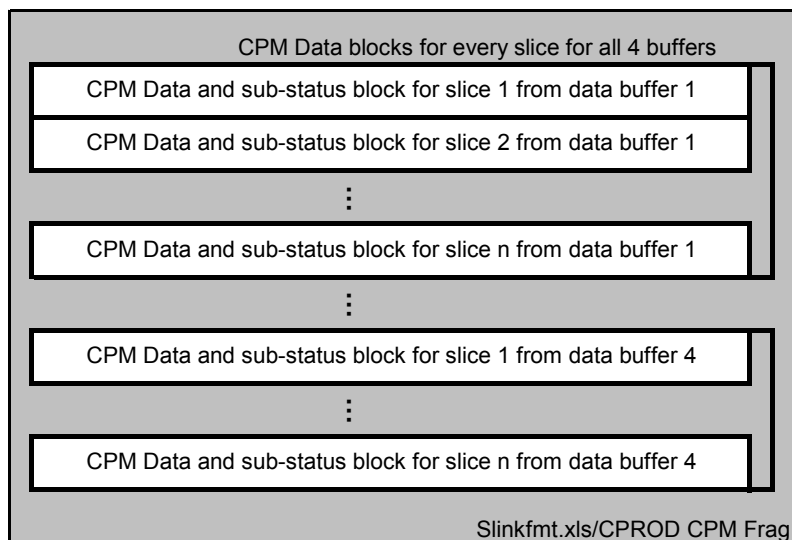 CPM Data blocks for every slice for all 4 buffers
CPM Data and sub-status block for slice 1 from data buffer 1
CPM Data and sub-status block for slice 2 from data buffer 1
⋮
CPM Data and sub-status block for slice n from data buffer 1
⋮
CPM Data and sub-status block for slice 1 from data buffer 4
⋮
CPM Data and sub-status block for slice n from data buffer 4
Slinkfmt.xls/CPROD CPM Frag